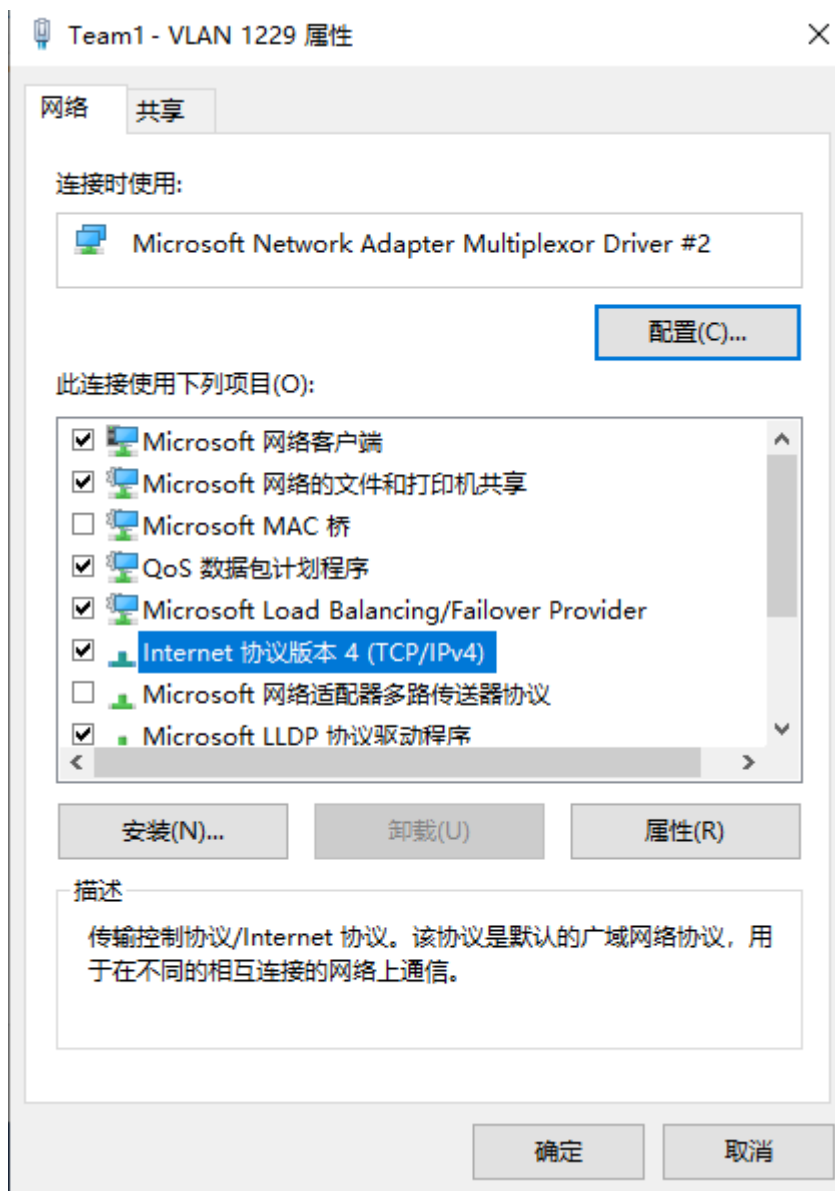 Team1 - VLAN 1229 属性
网络
共享
连接时使用:
Microsoft Network Adapter Multiplexor Driver #2
配置(C)...
此连接使用下列项目(O):
Microsoft 网络客户端
Microsoft 网络的文件和打印机共享
Microsoft MAC 桥
QoS 数据包计划程序
Microsoft Load Balancing/Failover Provider
Internet 协议版本 4 (TCP/IPv4)
Microsoft 网络适配器多路传送器协议
Microsoft LLDP 协议驱动程序
安装(N)...
卸载(U)
属性(R)
描述
传输控制协议/Internet 协议。该协议是默认的广域网络协议，用
于在不同的相互连接的网络上通信。
确定
取消